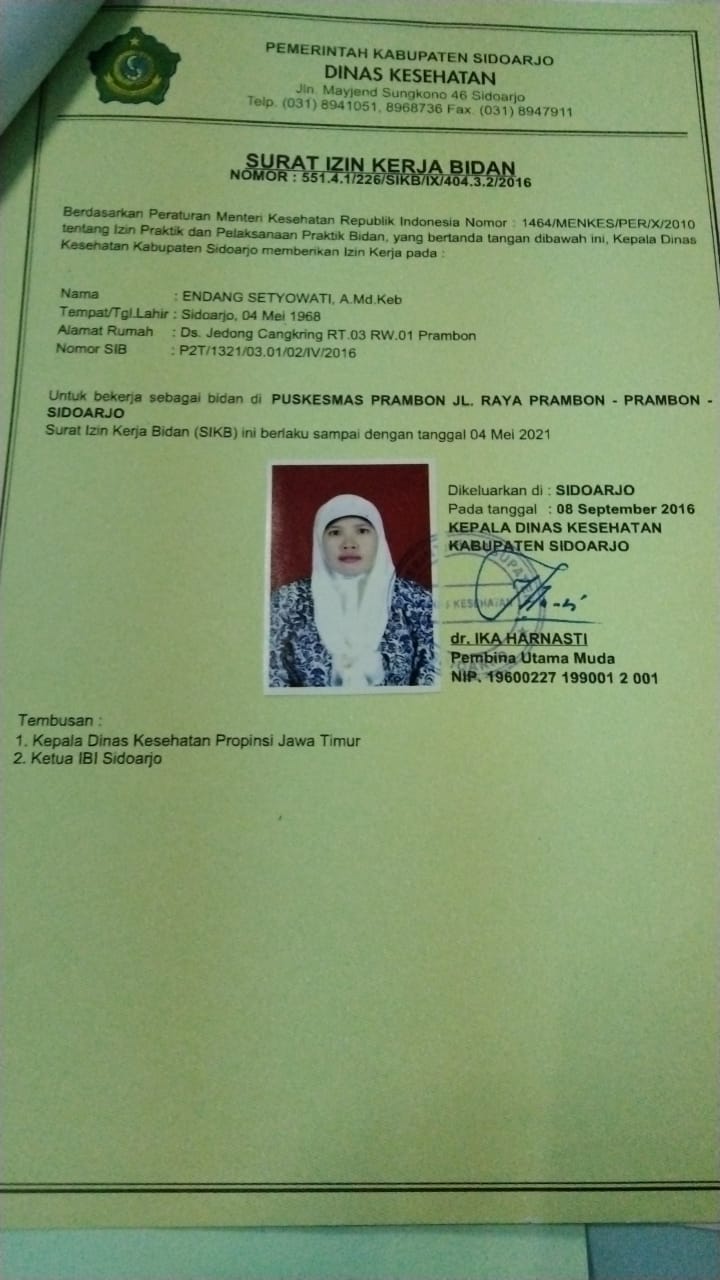 PEMERINTAH KABUPATEN SIDOARJO
DINAS KESEHATAN
Jln. Mayjend Sungkono 46 Sidoarjo
Telp. (031) 8941051, 8968736 Fax. (031) 8947911
SURAT IZIN KERJA BIDAN
NOMOR : 551.4.1/226/SIKB/IX/404.3.2/2016
Berdasarkan Peraturan Menteri Kesehatan Republik Indonesia Nomor : 1464/MENKES/PER/X/2010
tentang Izin Praktik dan Pelaksanaan Praktik Bidan, yang bertanda tangan dibawah ini, Kepala Dinas
Kesehatan Kabupaten Sidoarjo memberikan Izin Kerja pada :
Nama : ENDANG SETYOWATI, A.Md.Keb
Tempat/Tgl.Lahir : Sidoarjo, 04 Mei 1968
Alamat Rumah : Ds. Jedong Cangkring RT.03 RW.01 Prambon
Nomor SIB : P2T/1321/03.01/02/IV/2016
Untuk bekerja sebagai bidan di PUSKESMAS PRAMBON JL. RAYA PRAMBON - PRAMBON -
SIDOARJO
Surat Izin Kerja Bidan (SIKB) ini berlaku sampai dengan tanggal 04 Mei 2021
Dikeluarkan di : SIDOARJO
Pada tanggal : 08 September 2016
KEPALA DINAS KESEHATAN
KABUPATEN SIDOARJO
KESEHATAN
dr. IKA HARNASTI
Pembina Utama Muda
NIP. 19600227 199001 2 001
Tembusan :
1. Kepala Dinas Kesehatan Propinsi Jawa Timur
2. Ketua IBI Sidoarjo